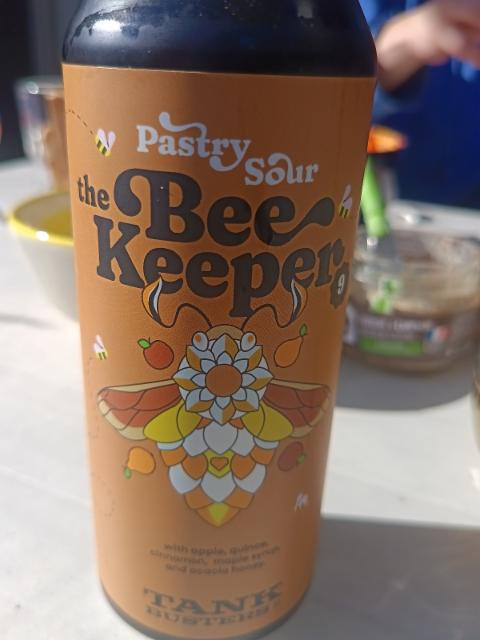 Pastry
Sour
the Bee
Keeper
9
with apple, quince,
cinnamon, maple syrup
and acacia honey.
TANK
BUSTERS